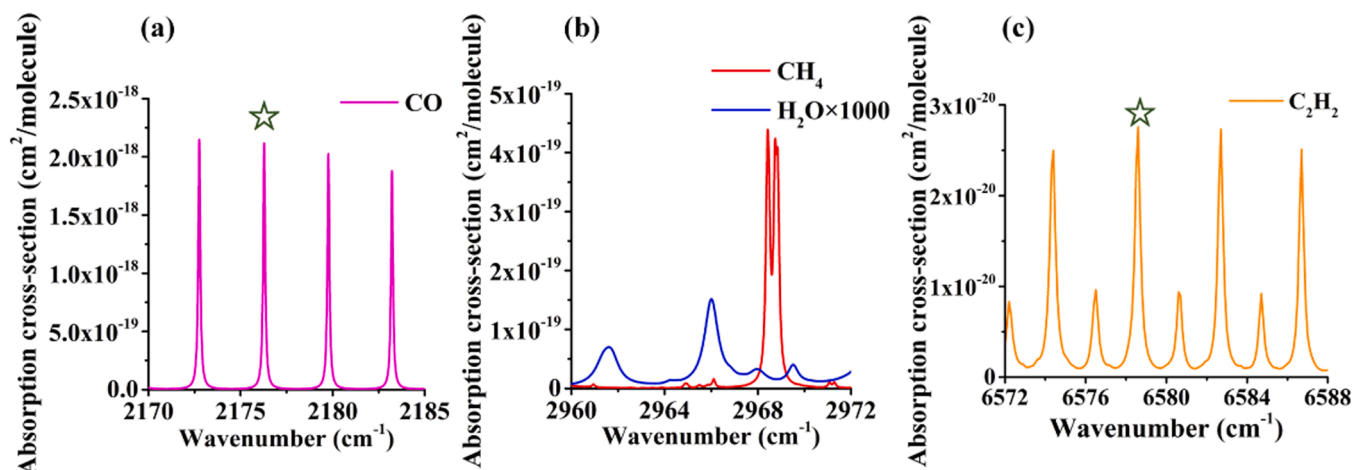 (a)
Absorption cross-section (cm²/molecule)
CO
2.5x10⁻¹⁸
2.0x10⁻¹⁸
1.5x10⁻¹⁸
1.0x10⁻¹⁸
5.0x10⁻¹⁹
0.0
2170 2175 2180 2185
Wavenumber (cm⁻¹)
(b)
Absorption cross-section (cm²/molecule)
CH₄
H₂O×1000
5x10⁻¹⁹
4x10⁻¹⁹
3x10⁻¹⁹
2x10⁻¹⁹
1x10⁻¹⁹
0
2960 2964 2968 2972
Wavenumber (cm⁻¹)
(c)
Absorption cross-section (cm²/molecule)
C₂H₂
3x10⁻²⁰
2x10⁻²⁰
1x10⁻²⁰
0
6572 6576 6580 6584 6588
Wavenumber (cm⁻¹)